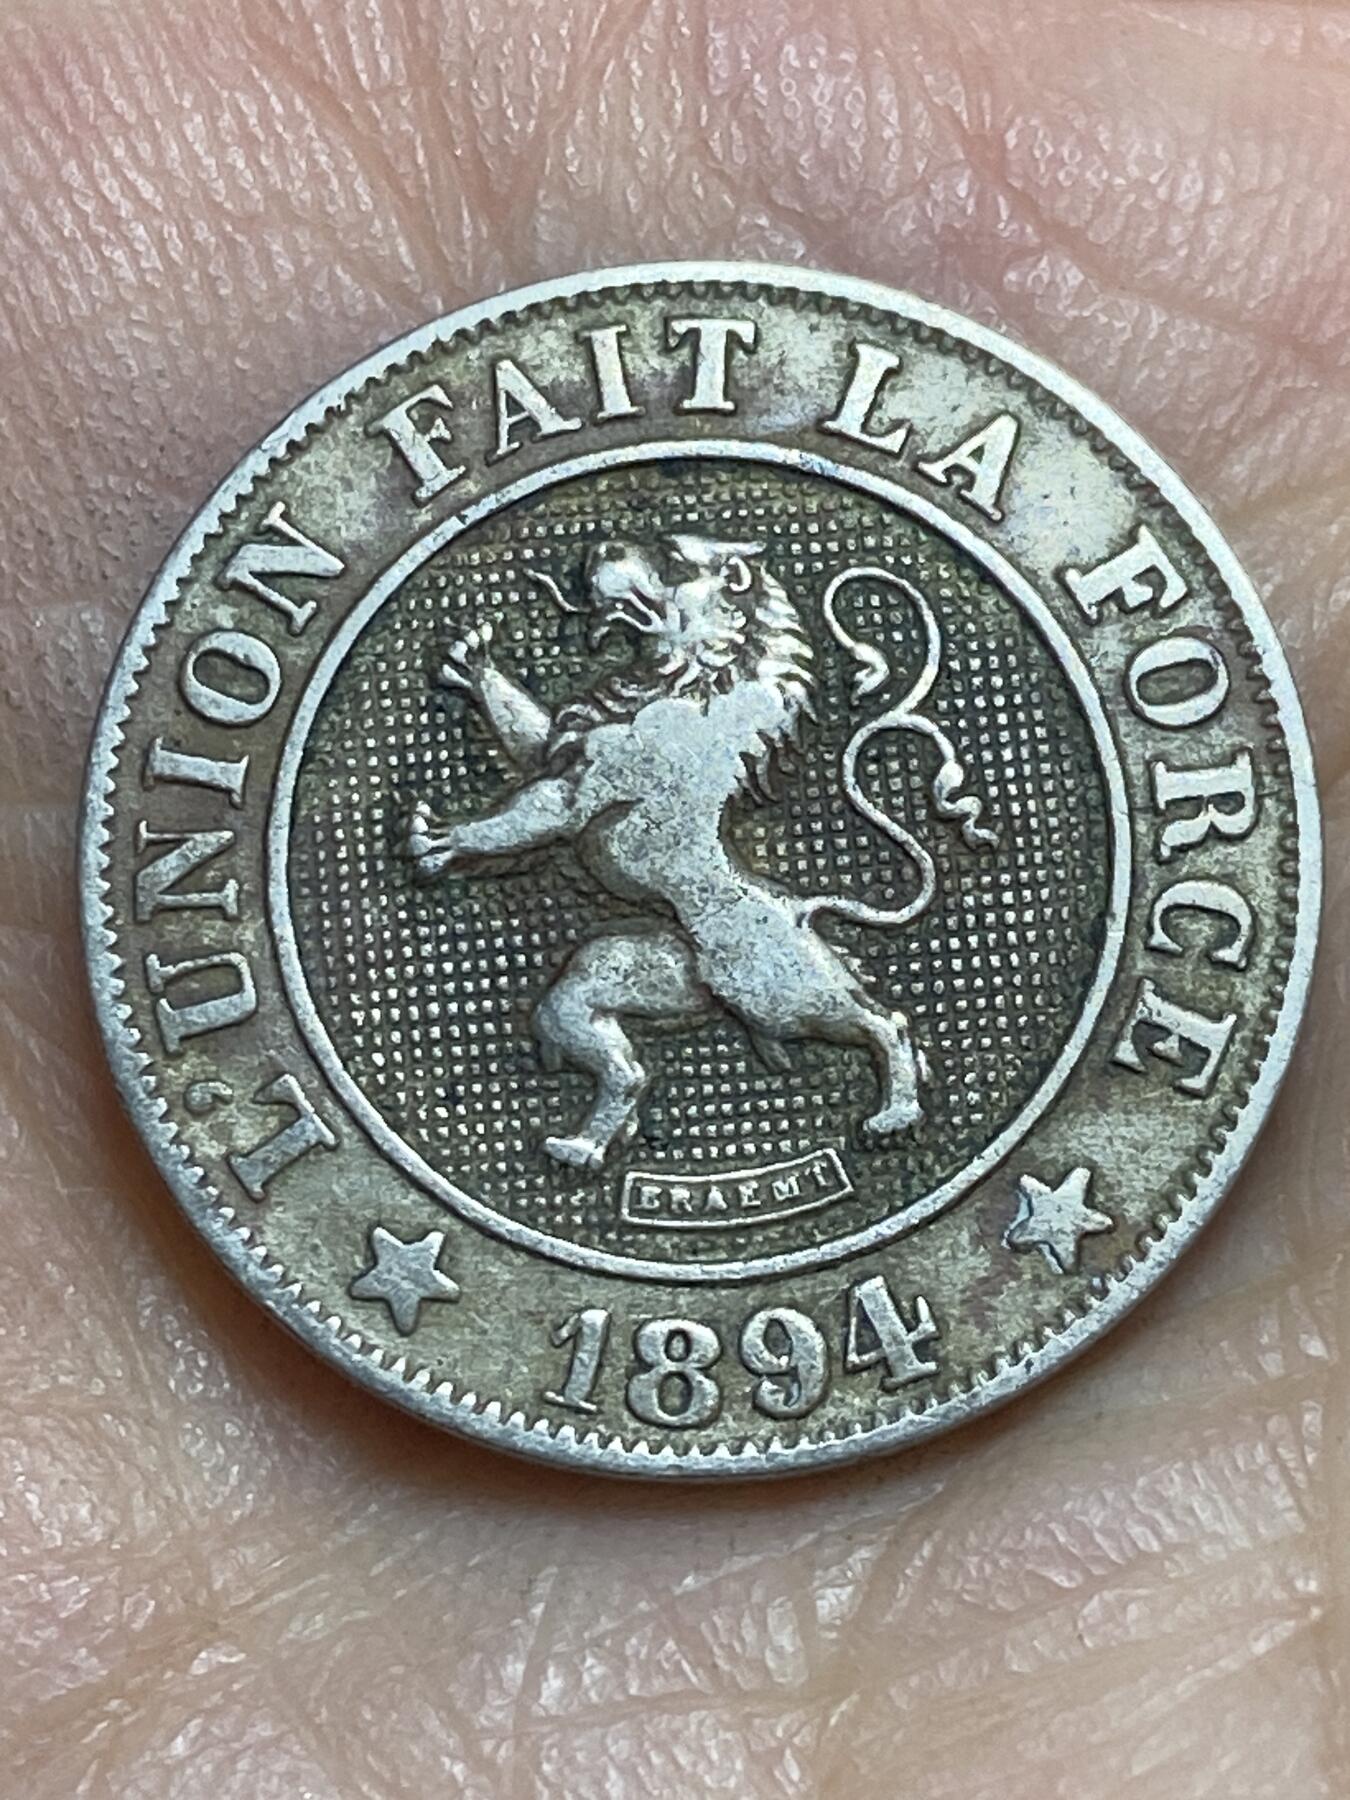 L'UNION FAIT LA FORCE
BRAEMT
1894